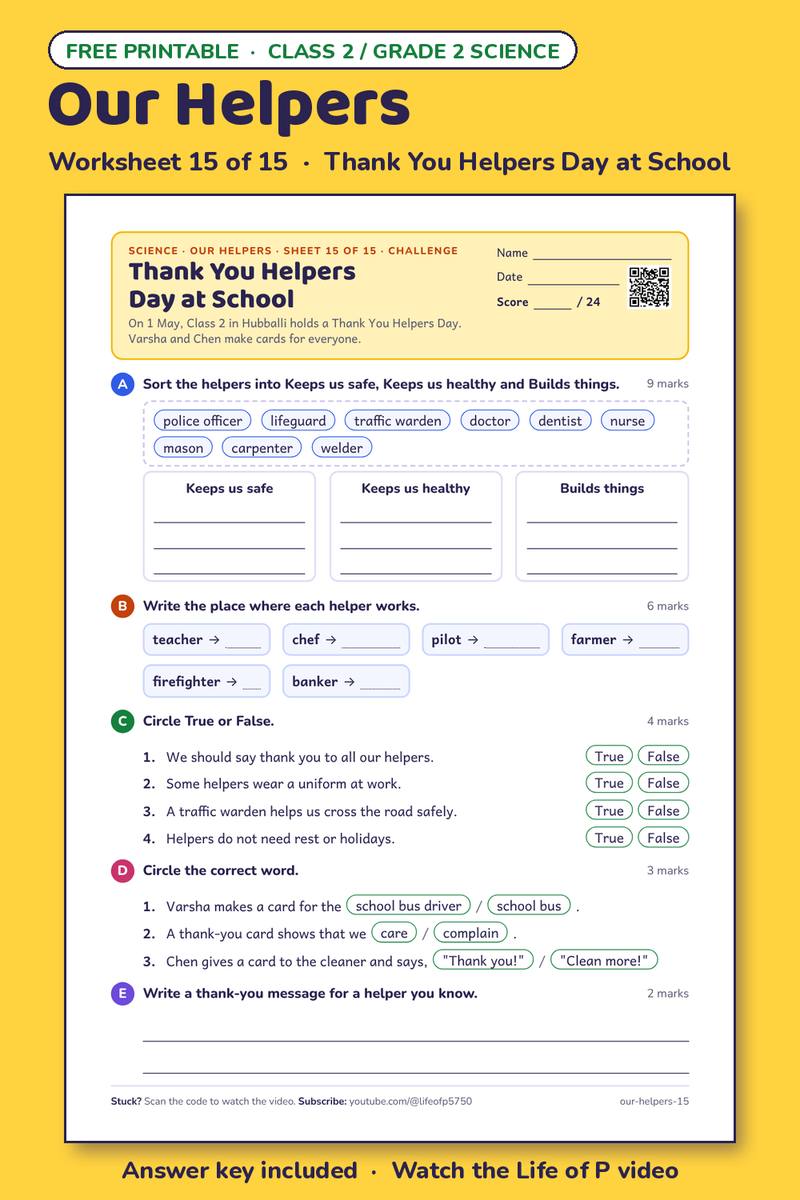 FREE PRINTABLE · CLASS 2 / GRADE 2 SCIENCE
Our Helpers
Worksheet 15 of 15 · Thank You Helpers Day at School
SCIENCE · OUR HELPERS · SHEET 15 OF 15 · CHALLENGE
Thank You Helpers
Day at School
On 1 May, Class 2 in Hubballi holds a Thank You Helpers Day.
Varsha and Chen make cards for everyone.
Name ______
Date ______
Score ______ / 24
A Sort the helpers into Keeps us safe, Keeps us healthy and Builds things. 9 marks
police officer lifeguard traffic warden doctor dentist nurse
mason carpenter welder
Keeps us safe Keeps us healthy Builds things
B Write the place where each helper works. 6 marks
teacher → ______ chef → ______ pilot → ______ farmer → ______
firefighter → ______ banker → ______
C Circle True or False. 4 marks
1. We should say thank you to all our helpers. True False
2. Some helpers wear a uniform at work. True False
3. A traffic warden helps us cross the road safely. True False
4. Helpers do not need rest or holidays. True False
D Circle the correct word. 3 marks
1. Varsha makes a card for the school bus driver / school bus .
2. A thank-you card shows that we care / complain .
3. Chen gives a card to the cleaner and says, "Thank you!" / "Clean more!"
E Write a thank-you message for a helper you know. 2 marks
Stuck? Scan the code to watch the video. Subscribe: youtube.com/@lifeofp5750 our-helpers-15
Answer key included · Watch the Life of P video